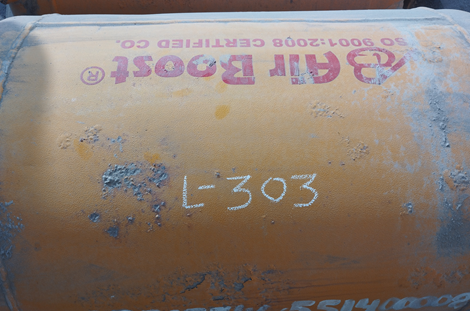 Air Boost®
ISO 9001:2008 CERTIFIED CO.
L-303